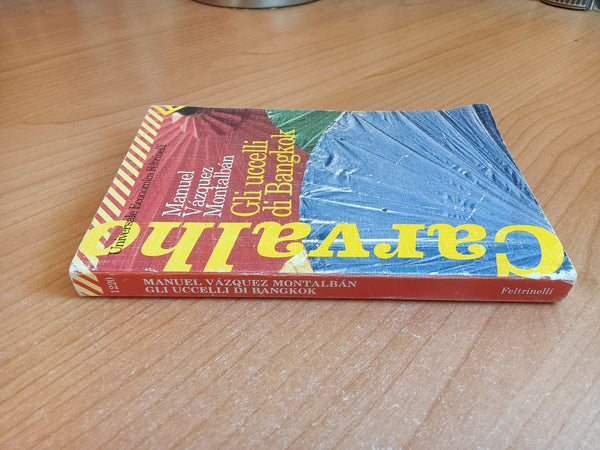 Universale Economica Feltrinelli
Manuel
Vázquez
Montalbán
Gli uccelli
di Bangkok
Carvalho
1220
MANUEL VÁZQUEZ MONTALBÁN
GLI UCCELLI DI BANGKOK
Feltrinelli